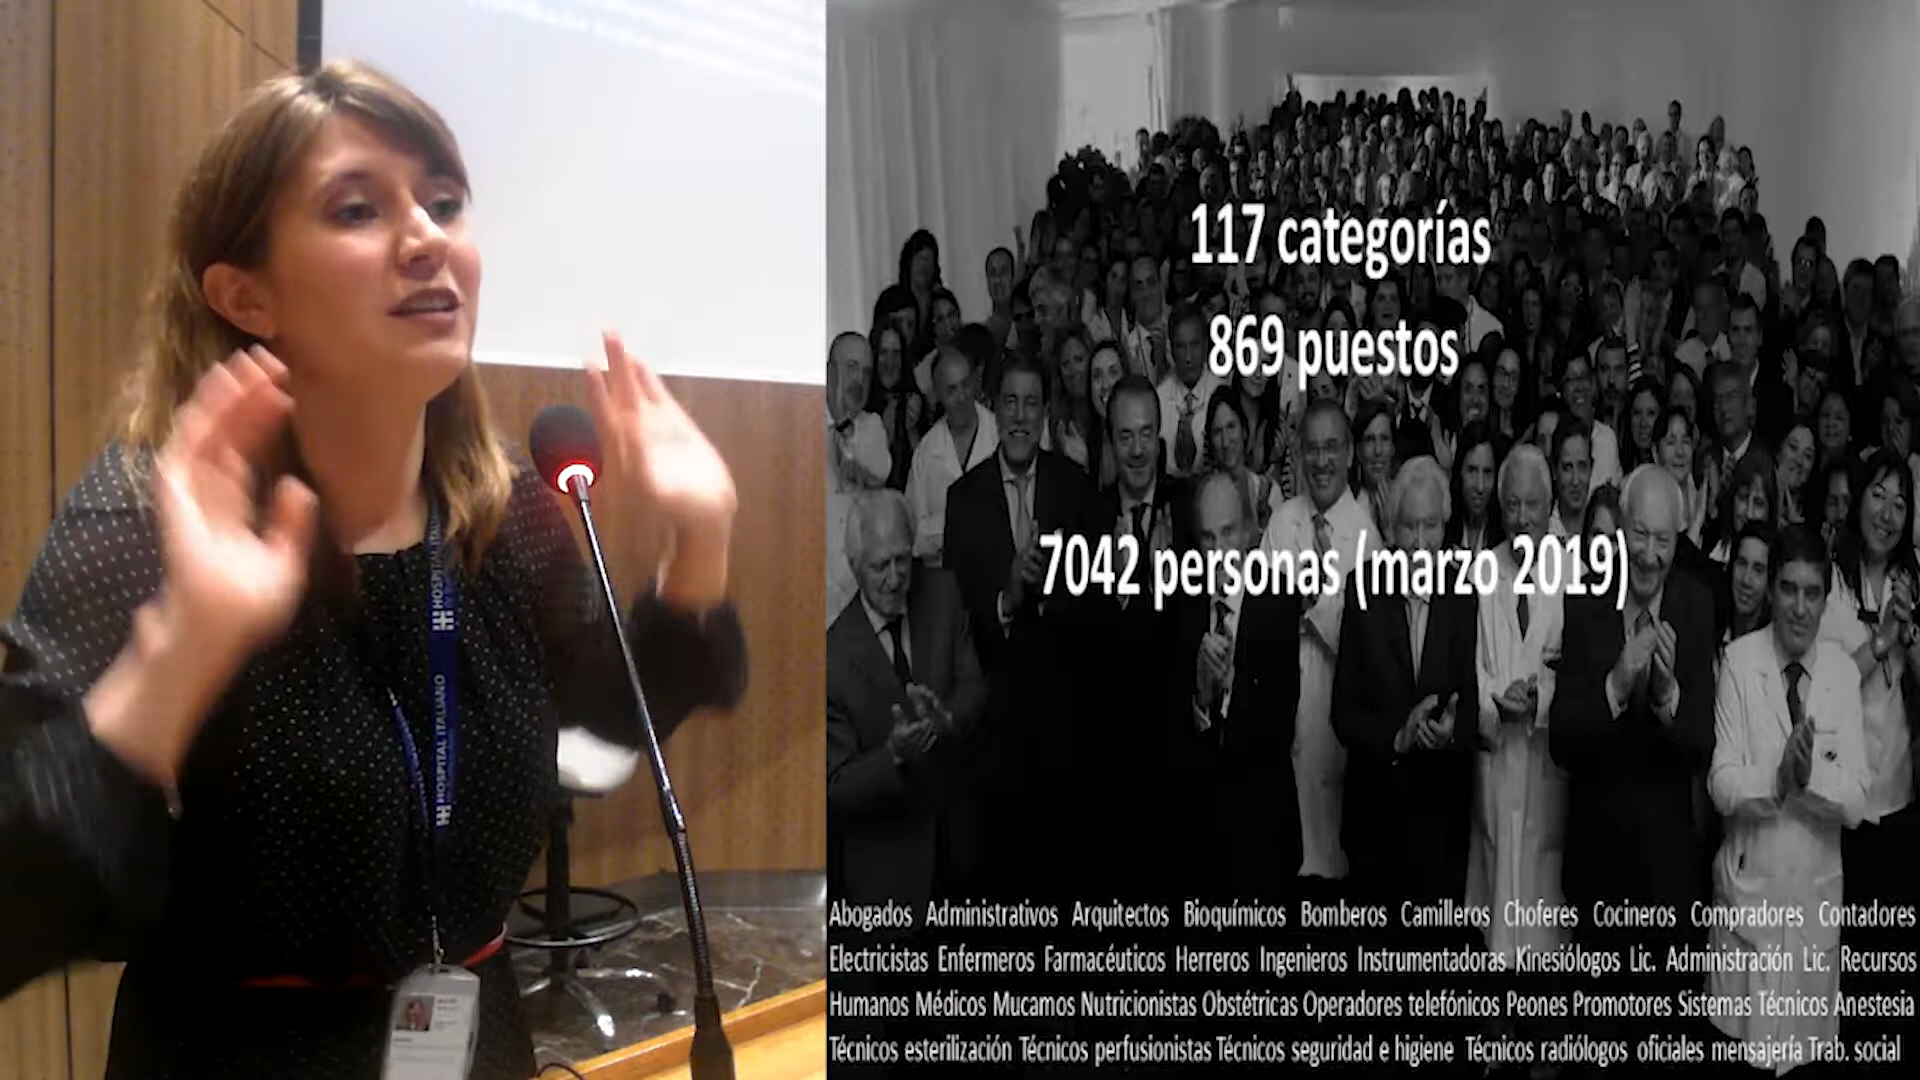 117 categorías
869 puestos
7042 personas (marzo 2019)
Abogados Administrativos Arquitectos Bioquímicos Bomberos Camilleros Choferes Cocineros Compradores Contadores
Electricistas Enfermeros Farmacéuticos Herreros Ingenieros Instrumentadoras Kinesiólogos Lic. Administración Lic. Recursos
Humanos Médicos Mucamos Nutricionistas Obstétricas Operadores telefónicos Peones Promotores Sistemas Técnicos Anestesia
Técnicos esterilización Técnicos perfusionistas Técnicos seguridad e higiene Técnicos radiólogos oficiales mensajería Trab. social
HOSPITAL
HOSPITAL ITALIANO